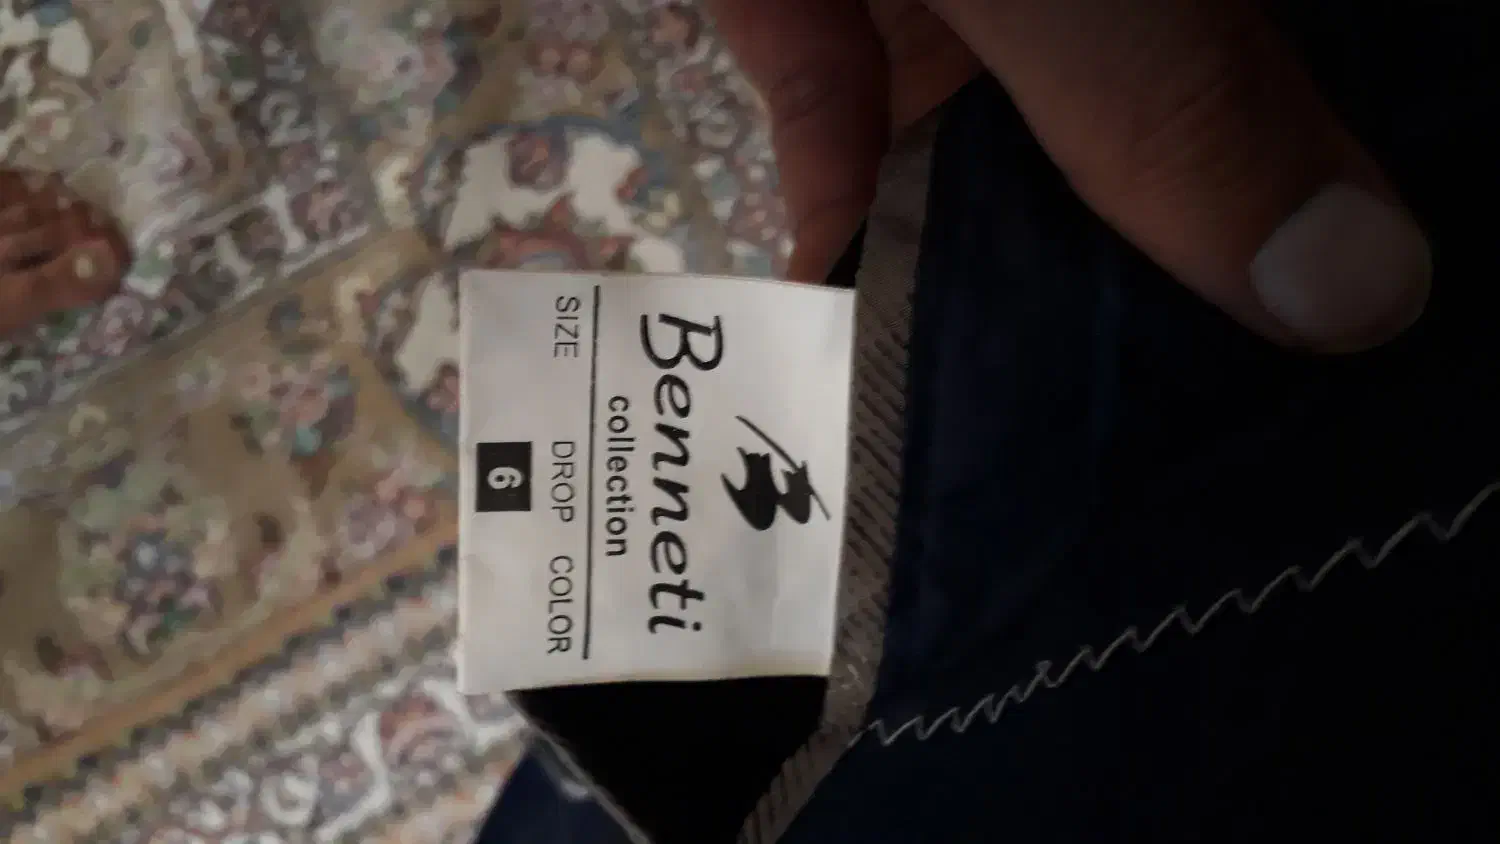 B
Benneti
collection
SIZE DROP COLOR
6